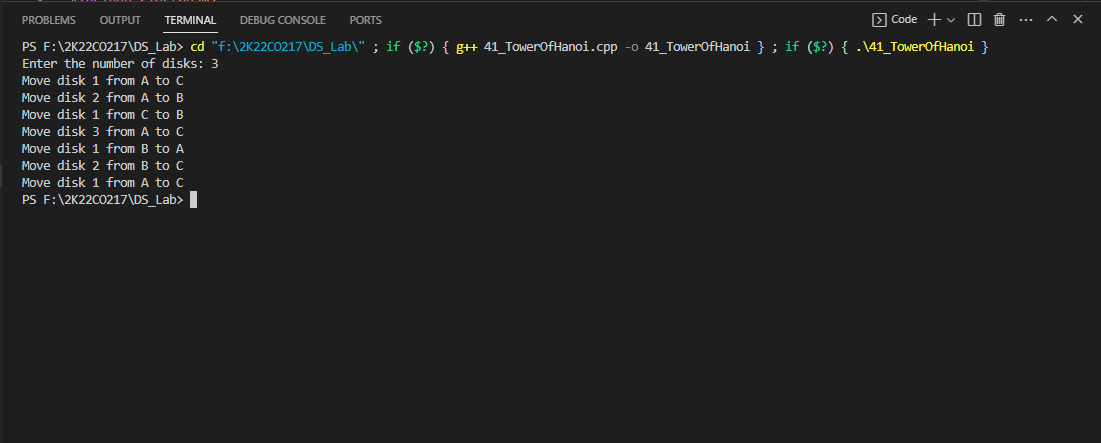 PROBLEMS OUTPUT TERMINAL DEBUG CONSOLE PORTS Code
PS F:\2K22CO217\DS_Lab> cd "f:\2K22CO217\DS_Lab\" ; if ($?) { g++ 41_TowerOfHanoi.cpp -o 41_TowerOfHanoi } ; if ($?) { .\41_TowerOfHanoi }
Enter the number of disks: 3
Move disk 1 from A to C
Move disk 2 from A to B
Move disk 1 from C to B
Move disk 3 from A to C
Move disk 1 from B to A
Move disk 2 from B to C
Move disk 1 from A to C
PS F:\2K22CO217\DS_Lab>